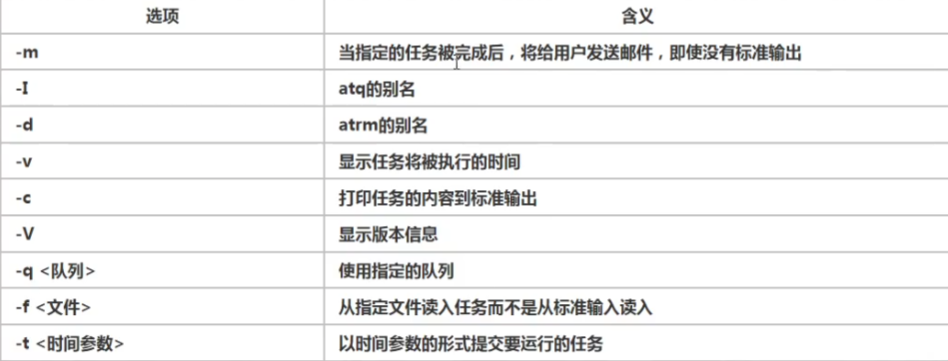 选项 含义
-m 当指定的任务被完成后，将给用户发送邮件，即使没有标准输出
-I atq的别名
-d atrm的别名
-v 显示任务将被执行的时间
-c 打印任务的内容到标准输出
-V 显示版本信息
-q <队列> 使用指定的队列
-f <文件> 从指定文件读入任务而不是从标准输入读入
-t <时间参数> 以时间参数的形式提交要运行的任务